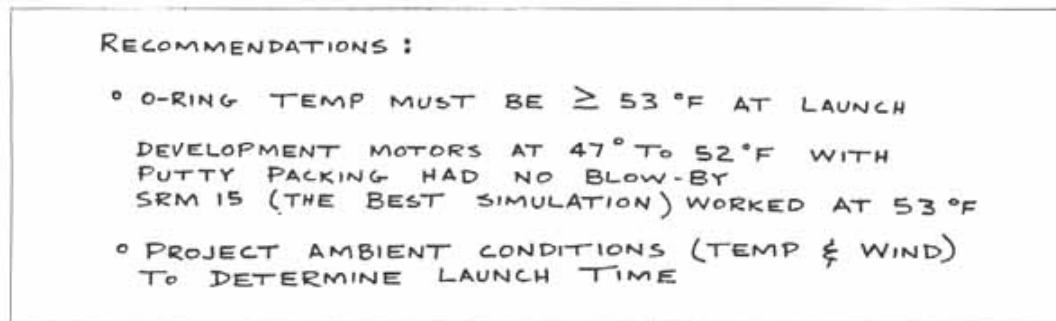 RECOMMENDATIONS :
° O-RING TEMP MUST BE ≥ 53 °F AT LAUNCH
DEVELOPMENT MOTORS AT 47° TO 52°F WITH
PUTTY PACKING HAD NO BLOW-BY
SRM 15 (THE BEST SIMULATION) WORKED AT 53 °F
° PROJECT AMBIENT CONDITIONS (TEMP & WIND)
TO DETERMINE LAUNCH TIME